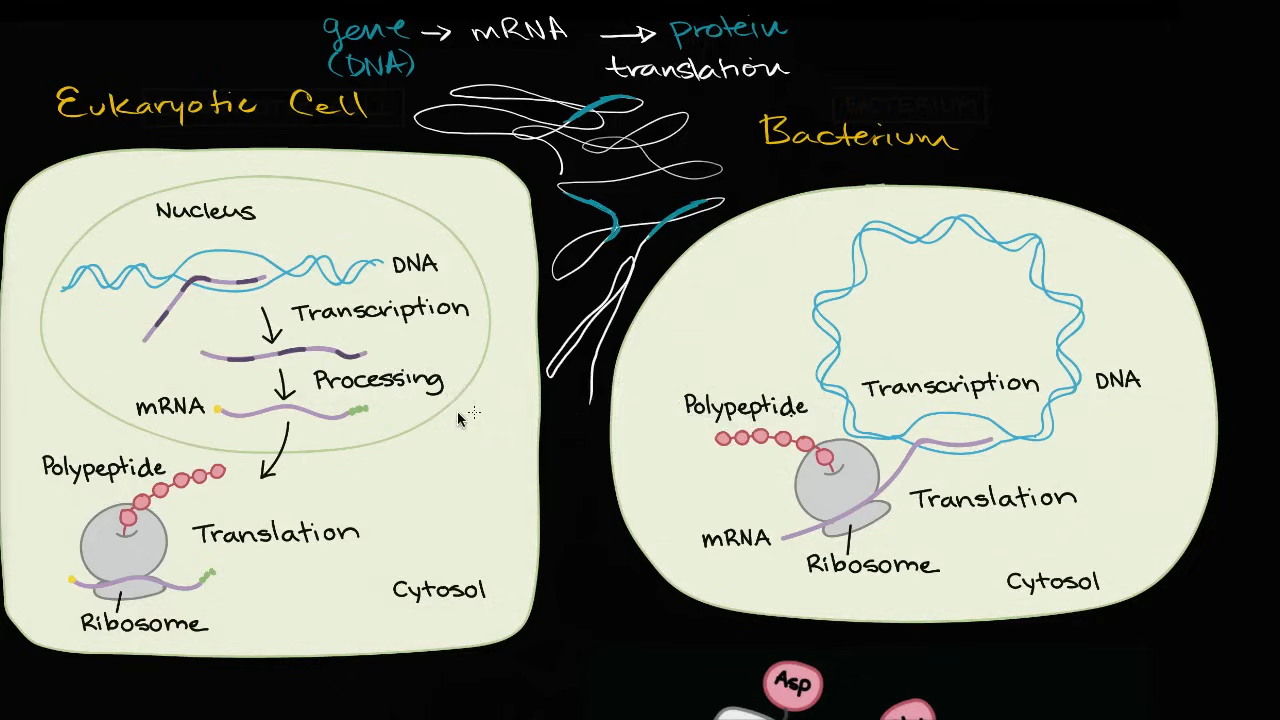 gene → mRNA → protein
(DNA) translation
Eukaryotic Cell
BACTERIUM
Bacterium
Nucleus
DNA
Transcription
Processing
mRNA
Polypeptide
Translation
Cytosol
Ribosome
Transcription
DNA
Polypeptide
Translation
mRNA
Ribosome
Cytosol
Asp